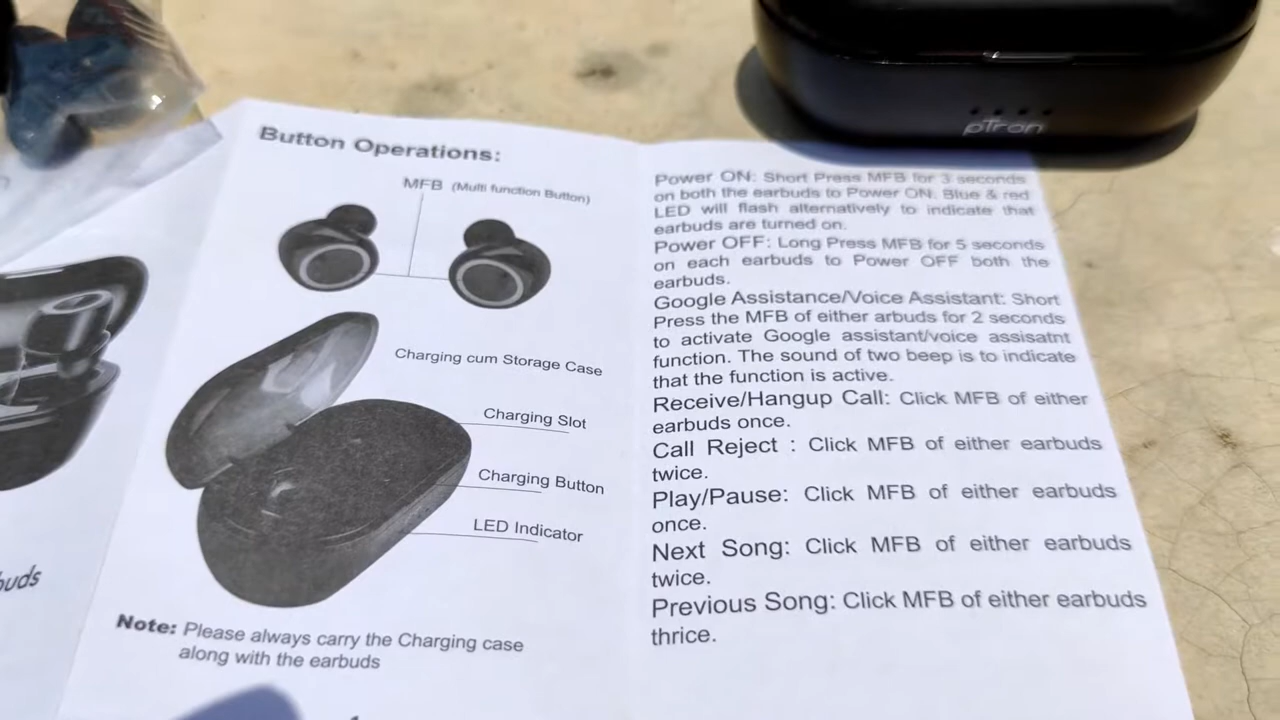 pTron
Button Operations:
MFB (Multi function Button)
Charging cum Storage Case
Charging Slot
Charging Button
LED Indicator
Note: Please always carry the Charging case
along with the earbuds
Power ON: Short Press MFB for 3 seconds
on both the earbuds to Power ON. Blue & red
LED will flash alternatively to indicate that
earbuds are turned on.
Power OFF: Long Press MFB for 5 seconds
on each earbuds to Power OFF both the
earbuds.
Google Assistance/Voice Assistant: Short
Press the MFB of either arbuds for 2 seconds
to activate Google assistant/voice assisatnt
function. The sound of two beep is to indicate
that the function is active.
Receive/Hangup Call: Click MFB of either
earbuds once.
Call Reject : Click MFB of either earbuds
twice.
Play/Pause: Click MFB of either earbuds
once.
Next Song: Click MFB of either earbuds
twice.
Previous Song: Click MFB of either earbuds
thrice.